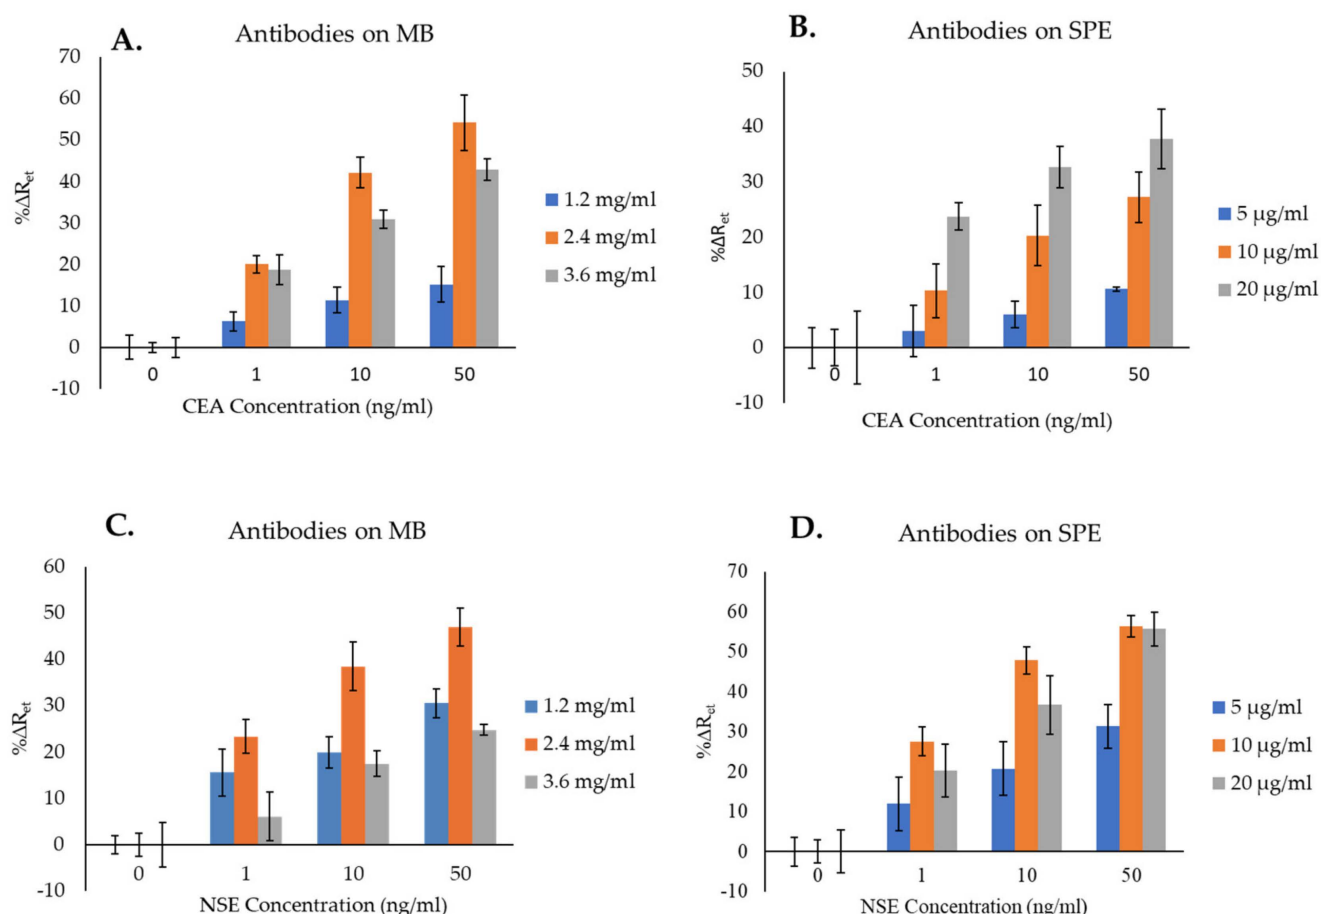 A.
Antibodies on MB
70
60
50
40
30
20
10
0
-10
%ΔRet
0 1 10 50
CEA Concentration (ng/ml)
1.2 mg/ml
2.4 mg/ml
3.6 mg/ml
B.
Antibodies on SPE
50
40
30
20
10
0
-10
%ΔRet
0 1 10 50
CEA Concentration (ng/ml)
5 µg/ml
10 µg/ml
20 µg/ml
C.
Antibodies on MB
60
50
40
30
20
10
0
-10
%ΔRet
0 1 10 50
NSE Concentration (ng/ml)
1.2 mg/ml
2.4 mg/ml
3.6 mg/ml
D.
Antibodies on SPE
70
60
50
40
30
20
10
0
-10
%ΔRet
0 1 10 50
NSE Concentration (ng/ml)
5 µg/ml
10 µg/ml
20 µg/ml